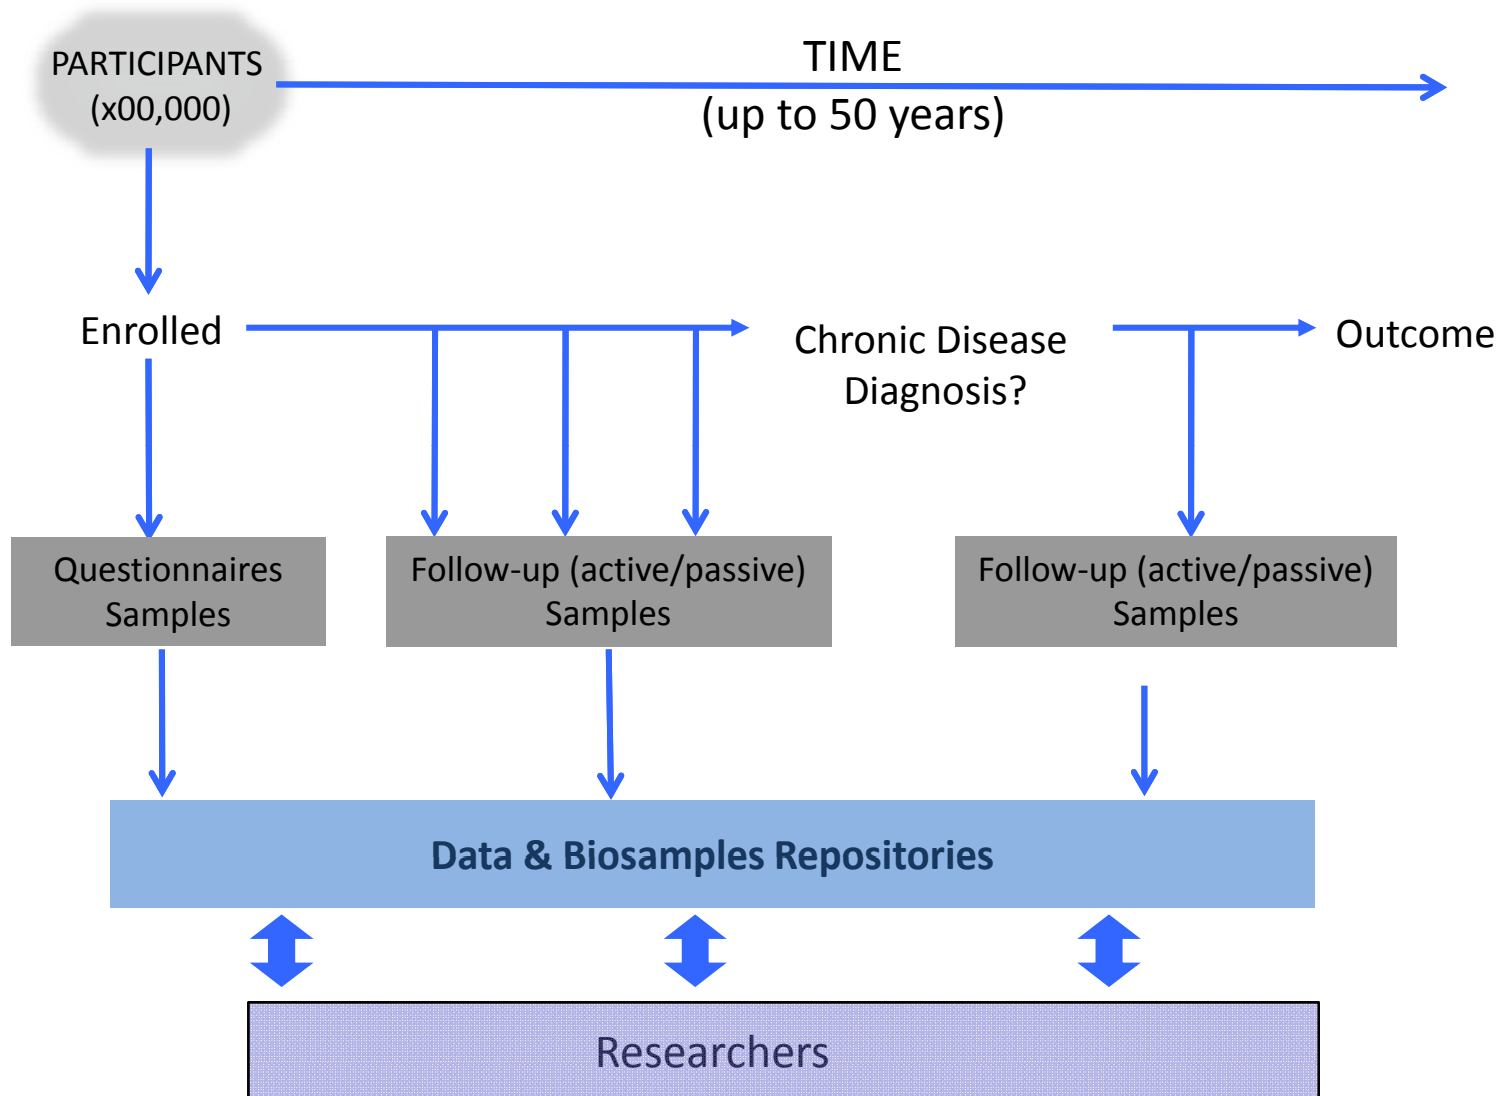 PARTICIPANTS
(x00,000)
TIME
(up to 50 years)
Enrolled
Chronic Disease
Diagnosis?
Outcome
Questionnaires
Samples
Follow-up (active/passive)
Samples
Follow-up (active/passive)
Samples
Data & Biosamples Repositories
Researchers